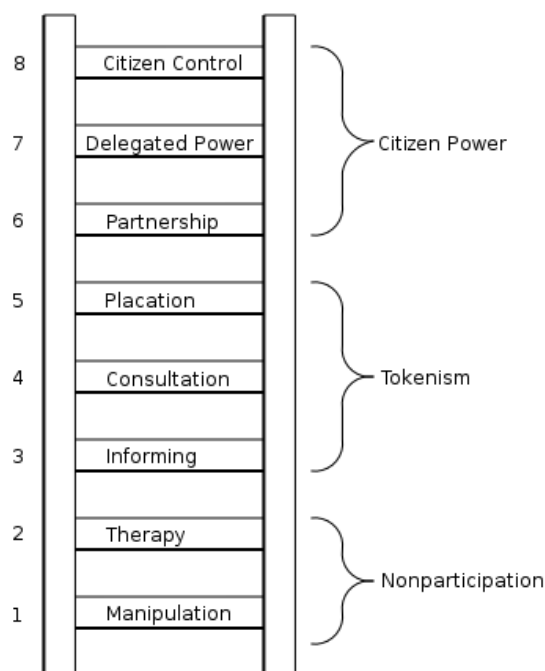 8 Citizen Control
7 Delegated Power
Citizen Power
6 Partnership
5 Placation
4 Consultation
Tokenism
3 Informing
2 Therapy
Nonparticipation
1 Manipulation